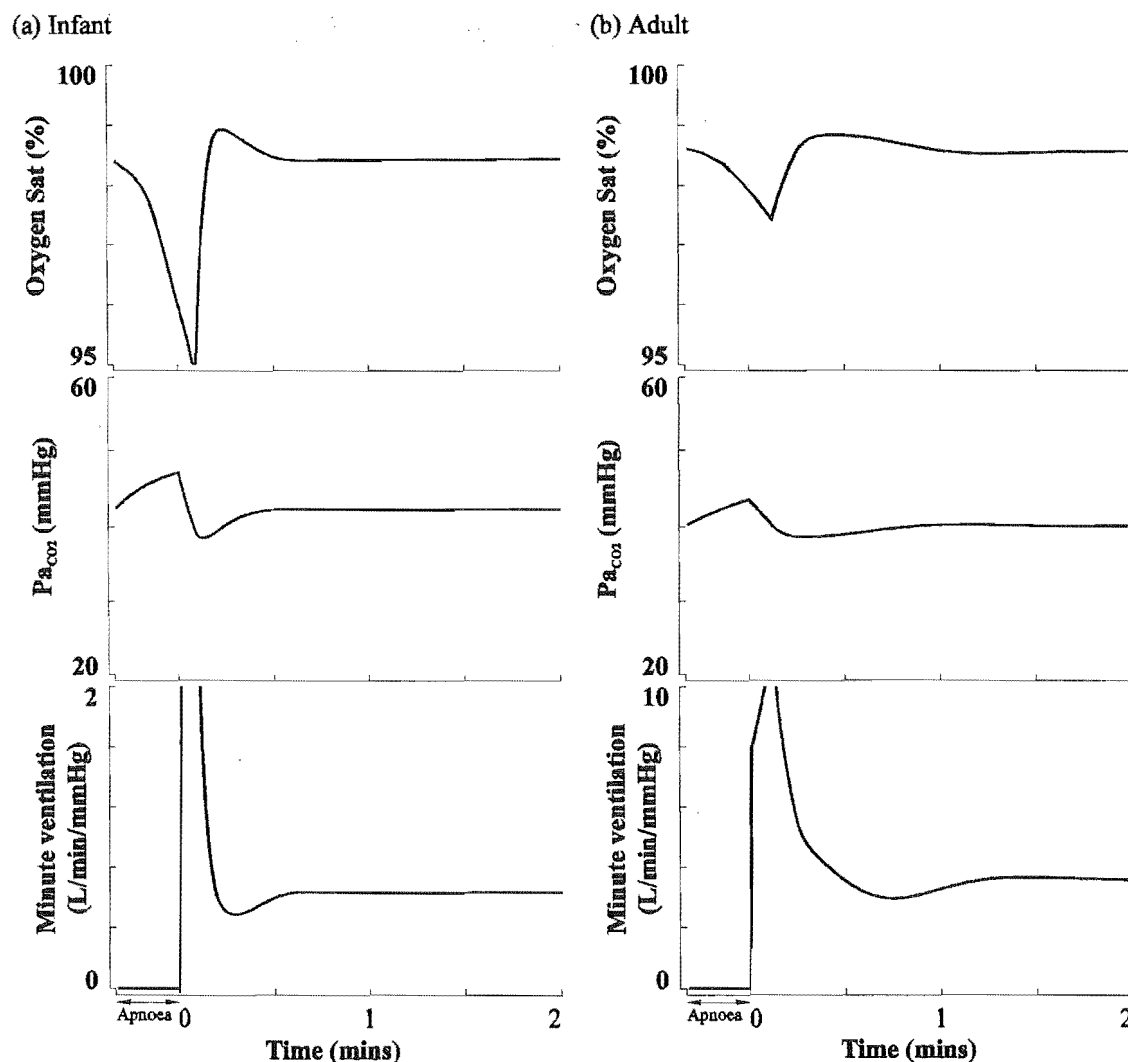 (a) Infant
100
Oxygen Sat (%)
95
60
Pa_CO2 (mmHg)
20
2
Minute ventilation
(L/min/mmHg)
0
Apnoea
0
1
2
Time (mins)
(b) Adult
100
Oxygen Sat (%)
95
60
Pa_CO2 (mmHg)
20
10
Minute ventilation
(L/min/mmHg)
0
Apnoea
0
1
2
Time (mins)